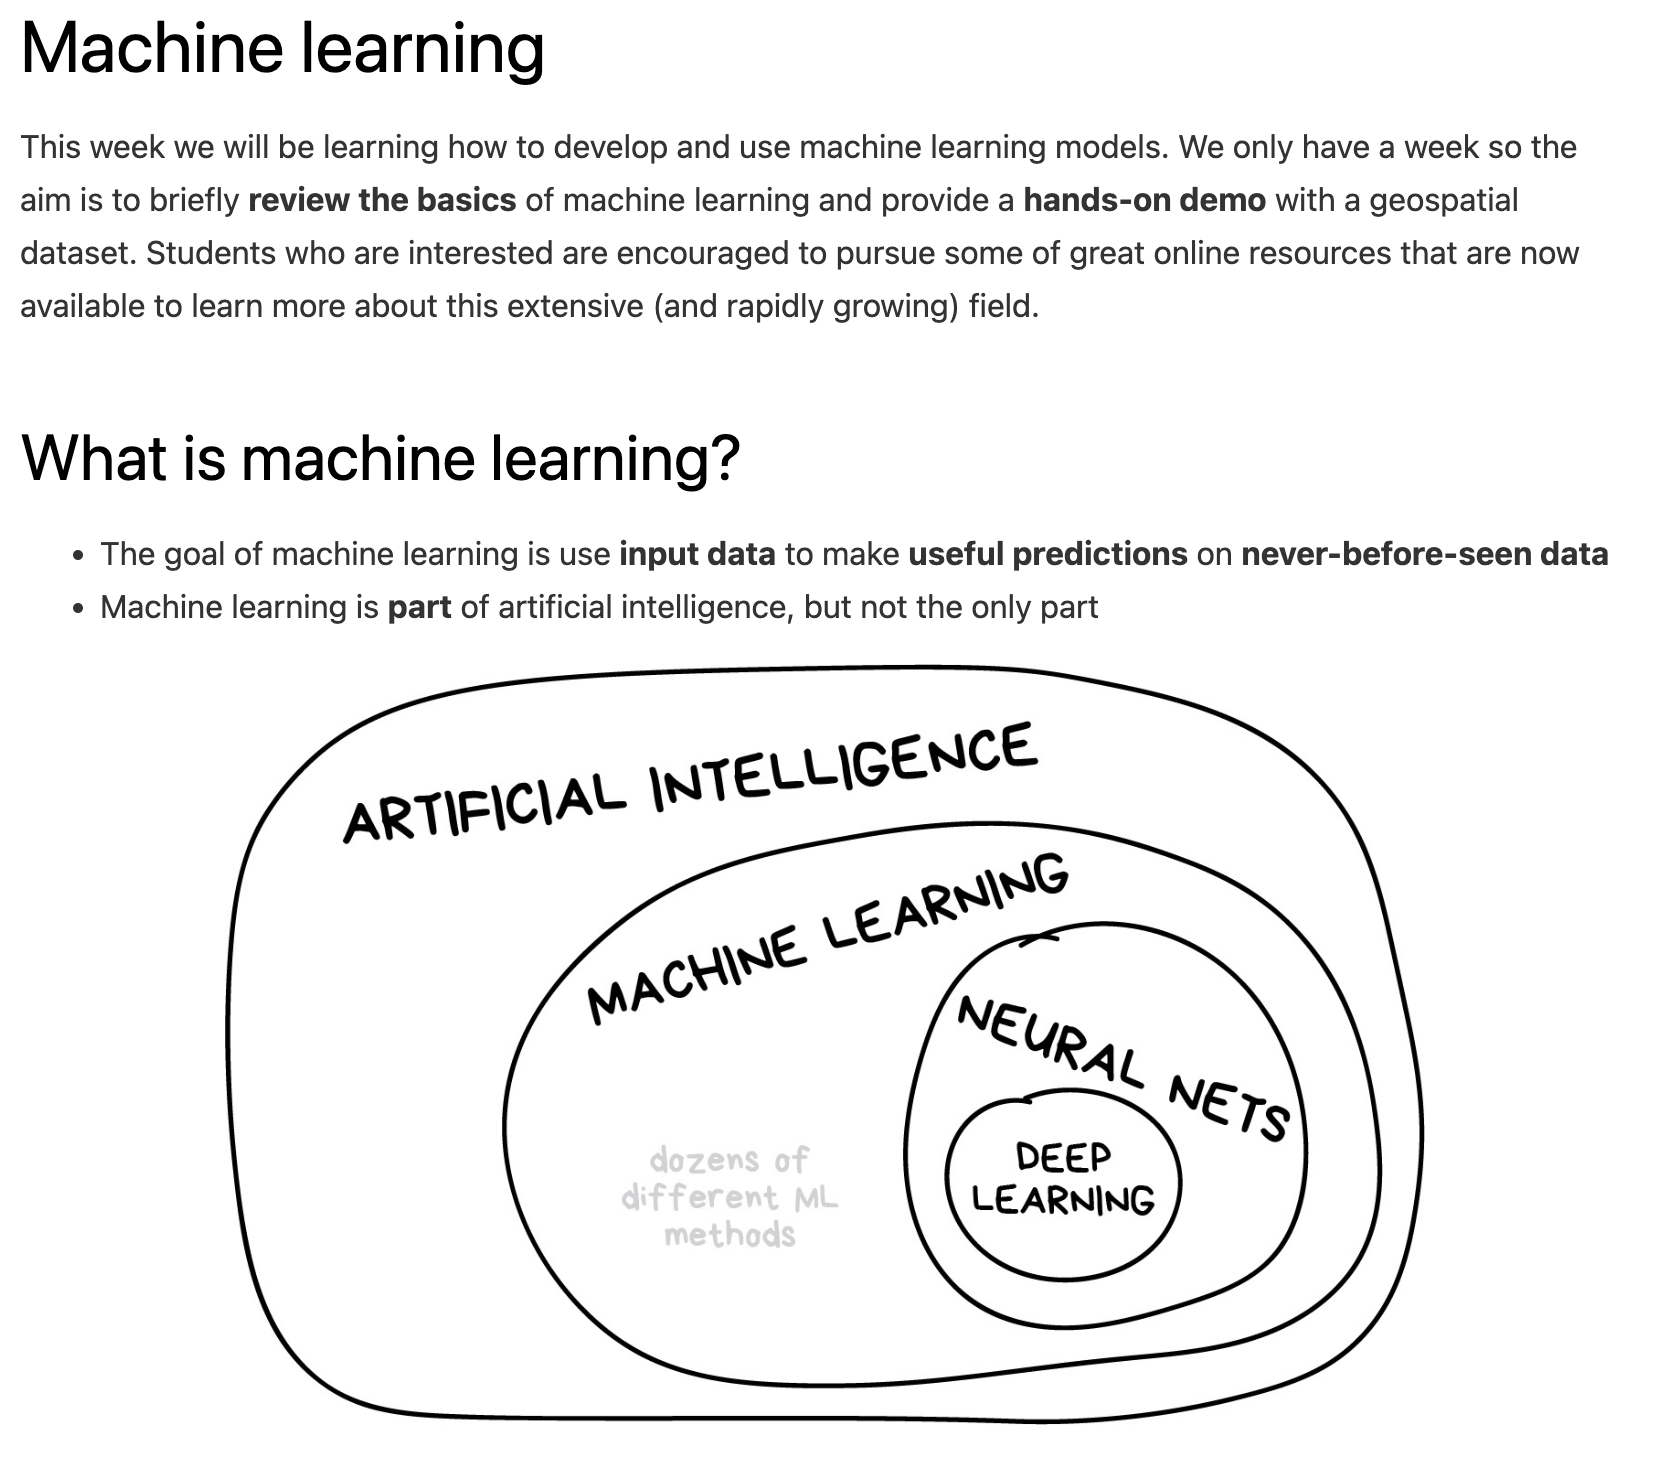 Machine learning
This week we will be learning how to develop and use machine learning models. We only have a week so the
aim is to briefly review the basics of machine learning and provide a hands-on demo with a geospatial
dataset. Students who are interested are encouraged to pursue some of great online resources that are now
available to learn more about this extensive (and rapidly growing) field.
What is machine learning?
• The goal of machine learning is use input data to make useful predictions on never-before-seen data
• Machine learning is part of artificial intelligence, but not the only part
ARTIFICIAL INTELLIGENCE
MACHINE LEARNING
NEURAL NETS
DEEP
LEARNING
dozens of
different ML
methods